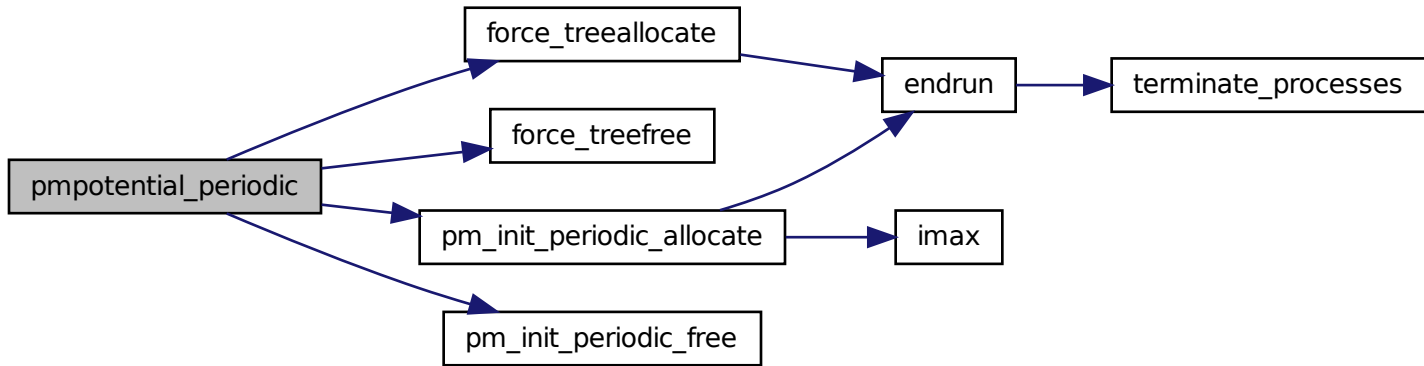 force_treeallocate
endrun
terminate_processes
force_treefree
pmpotential_periodic
pm_init_periodic_allocate
imax
pm_init_periodic_free